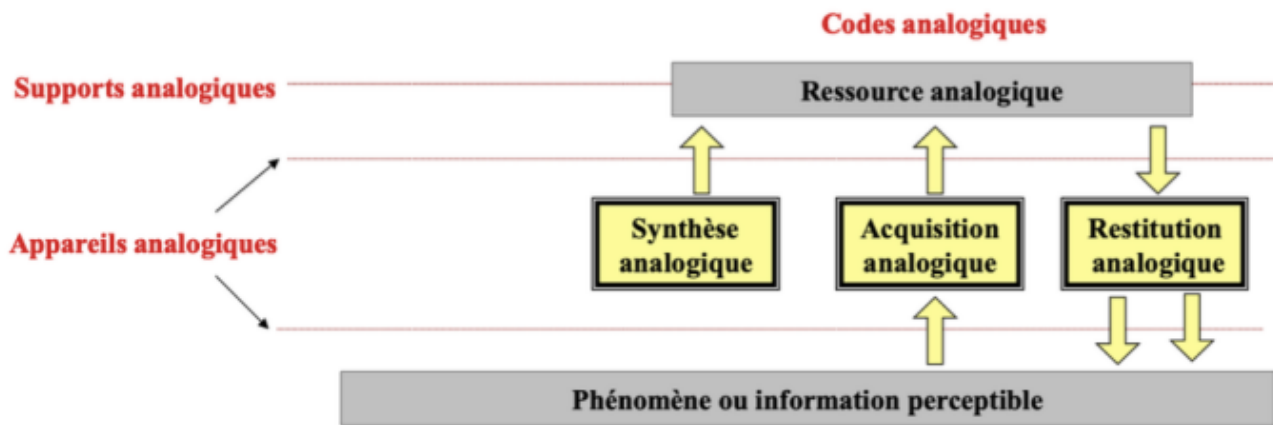 Codes analogiques
Supports analogiques
Ressource analogique
Appareils analogiques
Synthèse
analogique
Acquisition
analogique
Restitution
analogique
Phénomène ou information perceptible